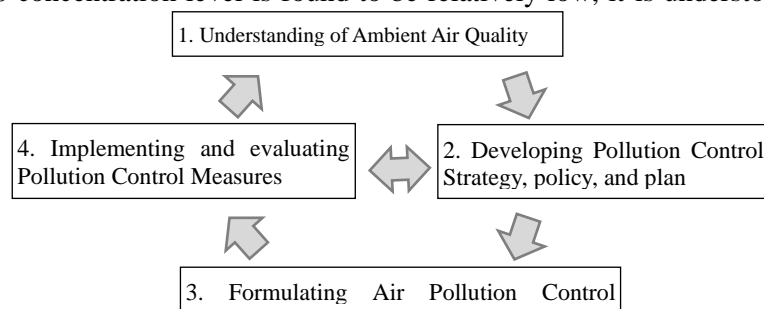 concentration level is found to be relatively low, it is understo
1. Understanding of Ambient Air Quality
4. Implementing and evaluating
Pollution Control Measures
2. Developing Pollution Control
Strategy, policy, and plan
3. Formulating Air Pollution Control